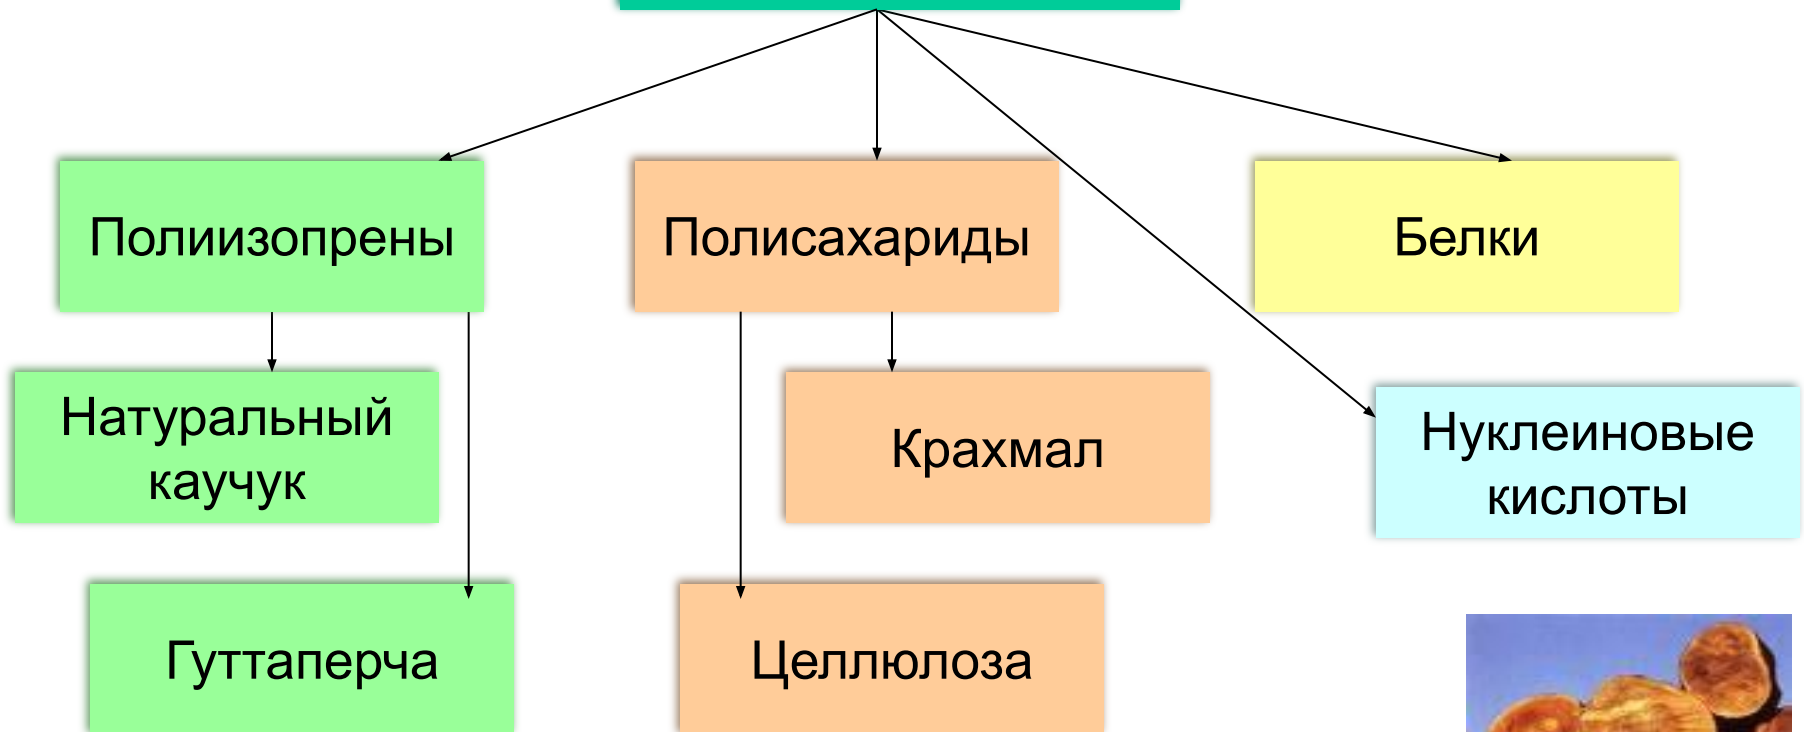 Полиизопрены
Полисахариды
Белки
Натуральный
каучук
Крахмал
Нуклеиновые
кислоты
Гуттаперча
Целлюлоза